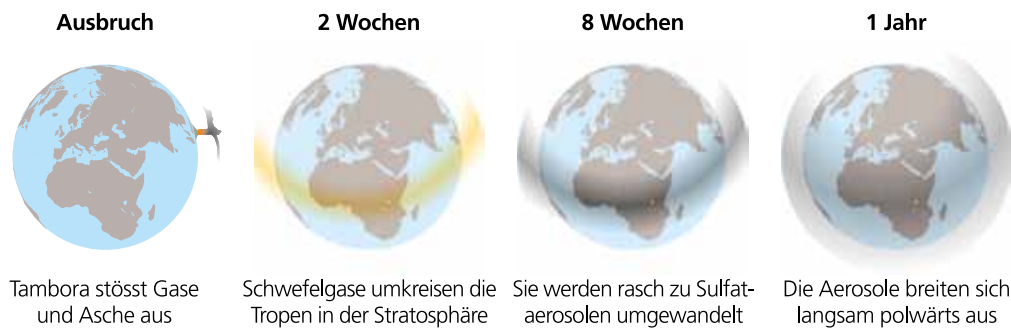 Ausbruch
2 Wochen
8 Wochen
1 Jahr
Tambora stösst Gase
und Asche aus
Schwefelgase umkreisen die
Tropen in der Stratosphäre
Sie werden rasch zu Sulfat-
aerosolen umgewandelt
Die Aerosole breiten sich
langsam polwärts aus